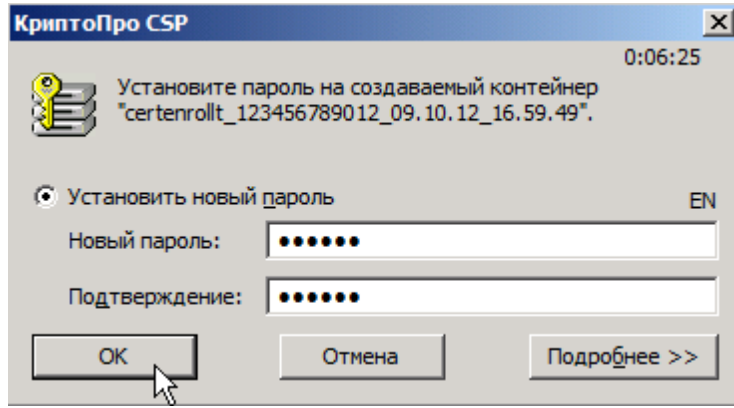 КриптоПро CSP
0:06:25
Установите пароль на создаваемый контейнер
"certenrollt_123456789012_09.10.12_16.59.49".
Установить новый пароль
EN
Новый пароль: ●●●●●●
Подтверждение: ●●●●●●
ОК Отмена Подробнее >>